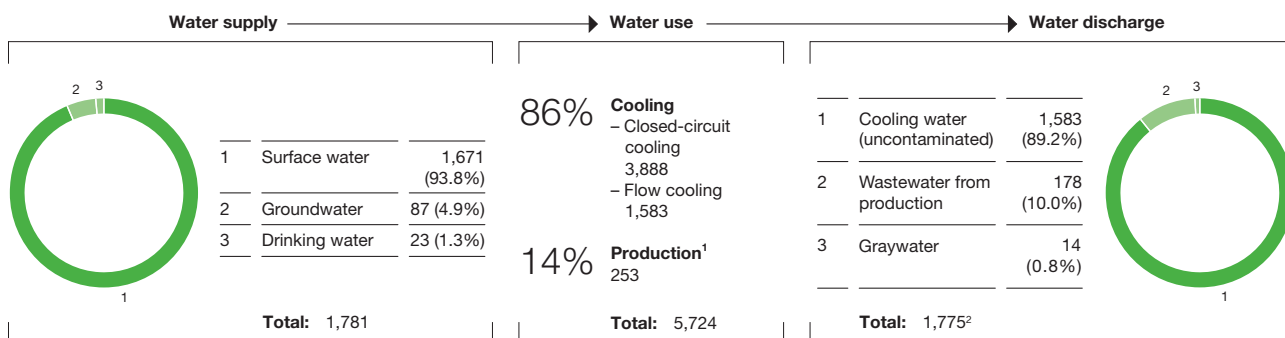 Water supply
Water use
Water discharge
2
3
1
1 Surface water 1,671
(93.8%)
2 Groundwater 87 (4.9%)
3 Drinking water 23 (1.3%)
Total: 1,781
86%
Cooling
– Closed-circuit
cooling
3,888
– Flow cooling
1,583
14%
Production¹
253
Total: 5,724
1 Cooling water 1,583
(uncontaminated) (89.2%)
2 Wastewater from 178
production (10.0%)
3 Graywater 14
(0.8%)
Total: 1,775²
2
3
1